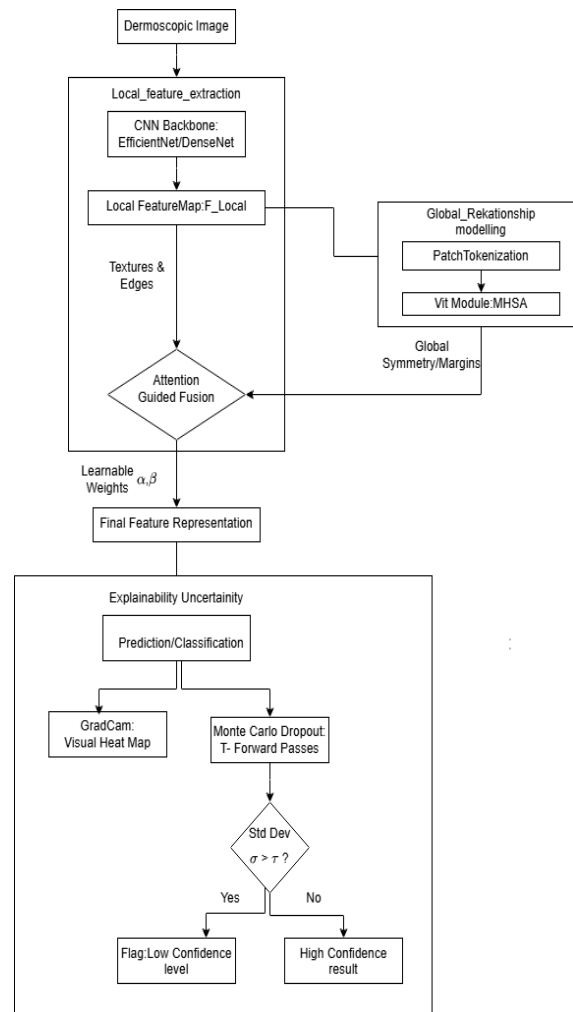 Dermoscopic Image
Local_feature_extraction
CNN Backbone:
EfficientNet/DenseNet
Local FeatureMap:F_Local
Global_Rekationship
modelling
PatchTokenization
Vit Module:MHSA
Textures &
Edges
Global
Symmetry/Margins
Attention
Guided Fusion
Learnable
Weights α,β
Final Feature Representation
Explainability Uncertainity
Prediction/Classification
GradCam:
Visual Heat Map
Monte Carlo Dropout:
T- Forward Passes
Std Dev
σ > τ ?
Yes
No
Flag:Low Confidence
level
High Confidence
result
: